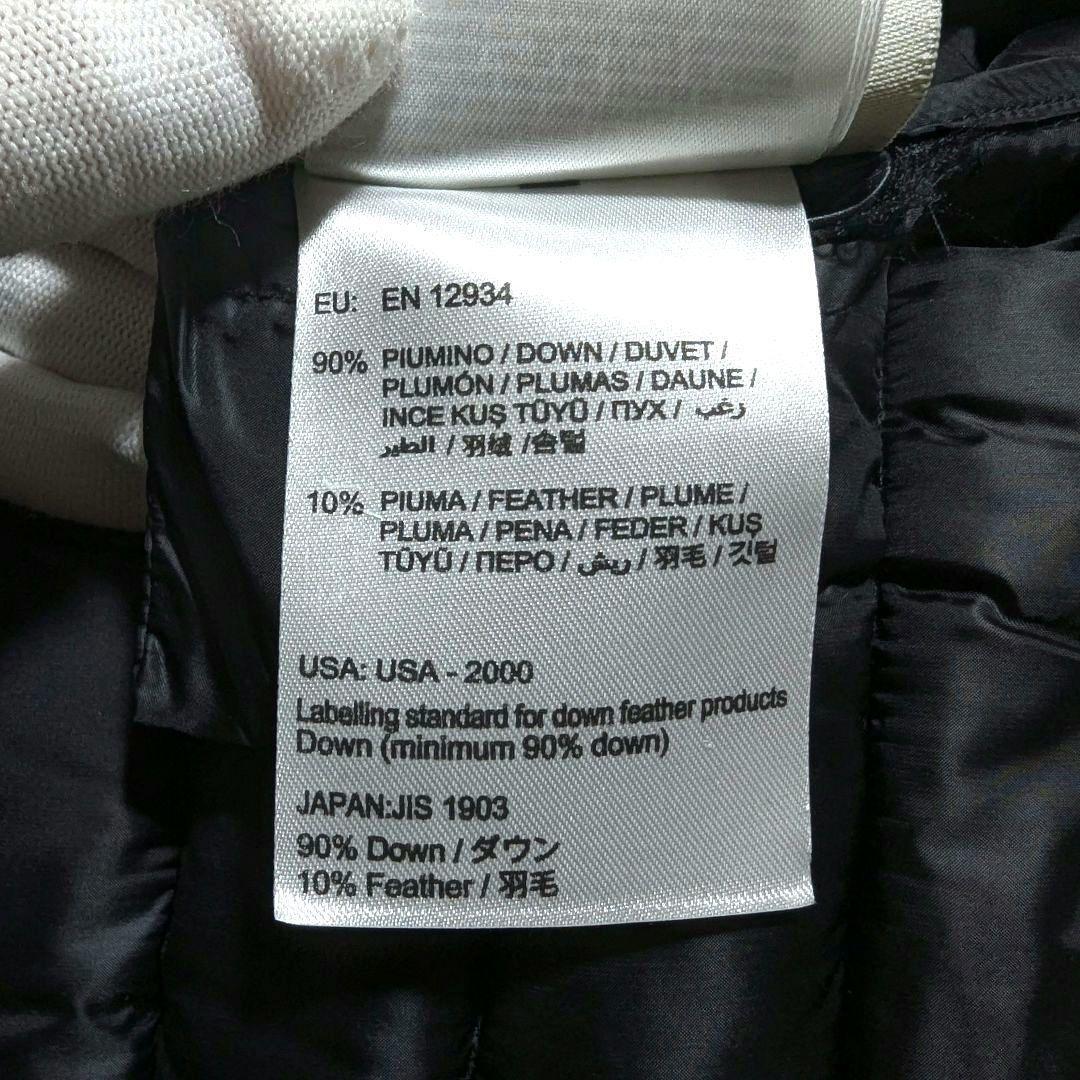 EU: EN 12934
90% PIUMINO / DOWN / DUVET /
PLUMÓN / PLUMAS / DAUNE /
INCE KUŞ TŪYŪ / ПУХ / زغب
الطير / 羽绒 /솜털
10% PIUMA / FEATHER / PLUME /
PLUMA / PENA / FEDER / KUŞ
TŪYŪ / ПЕРО / ريش / 羽毛 / 깃털
USA: USA - 2000
Labelling standard for down feather products
Down (minimum 90% down)
JAPAN:JIS 1903
90% Down / ダウン
10% Feather / 羽毛